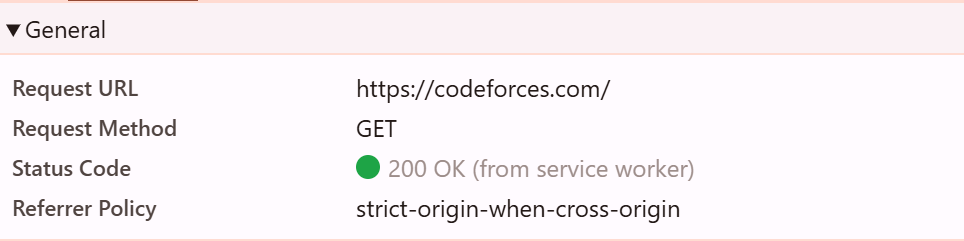 ▼ General
Request URL https://codeforces.com/
Request Method GET
Status Code 200 OK (from service worker)
Referrer Policy strict-origin-when-cross-origin